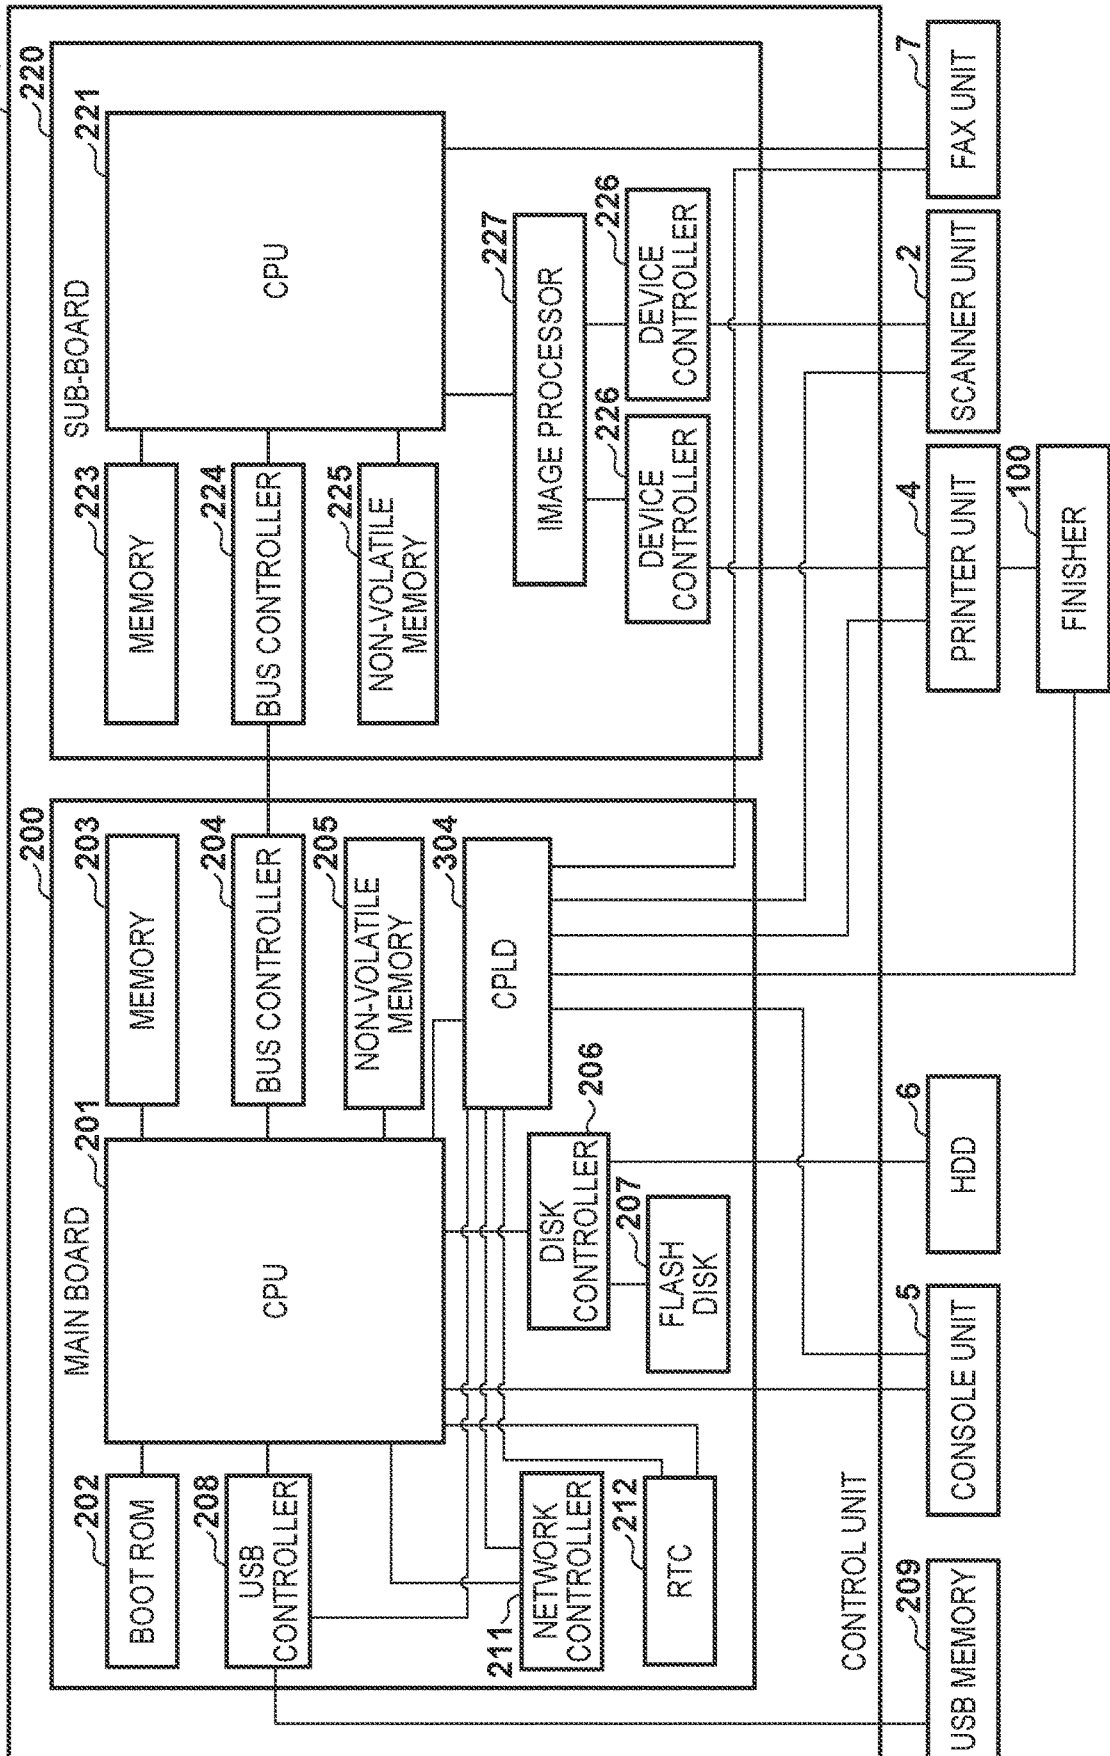 200
MAIN BOARD
202
BOOT ROM
201
CPU
203
MEMORY
208
USB
CONTROLLER
204
BUS CONTROLLER
205
NON-VOLATILE
MEMORY
304
CPLD
211
NETWORK
CONTROLLER
212
RTC
DISK
CONTROLLER
206
207
FLASH
DISK
220
SUB-BOARD
223
MEMORY
221
CPU
224
BUS CONTROLLER
225
NON-VOLATILE
MEMORY
227
IMAGE PROCESSOR
226
DEVICE
CONTROLLER
226
DEVICE
CONTROLLER
CONTROL UNIT
209
USB MEMORY
5
CONSOLE UNIT
6
HDD
4
PRINTER UNIT
2
SCANNER UNIT
7
FAX UNIT
100
FINISHER